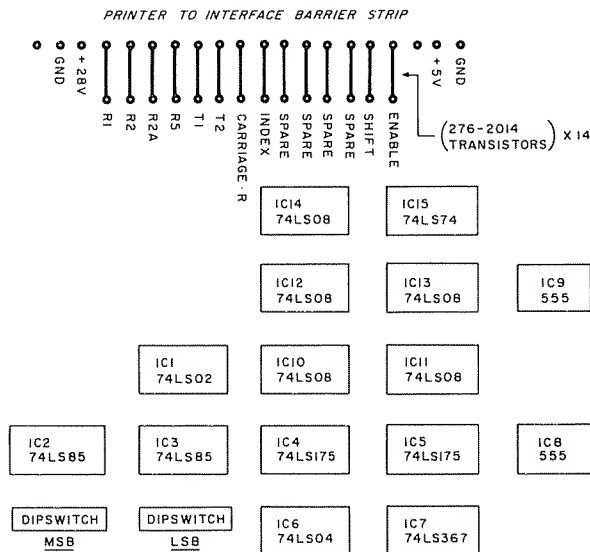 PRINTER TO INTERFACE BARRIER STRIP
GND
+28V
R1
R2
R2A
R5
T1
T2
CARRIAGE·R
INDEX
SPARE
SPARE
SPARE
SPARE
SHIFT
ENABLE
+5V
GND
(276-2014
TRANSISTORS) X 14
IC14
74LS08
IC15
74LS74
IC12
74LS08
IC13
74LS08
IC9
555
IC1
74LS02
IC10
74LS08
IC11
74LS08
IC2
74LS85
IC3
74LS85
IC4
74LS175
IC5
74LS175
IC8
555
DIPSWITCH
MSB
DIPSWITCH
LSB
IC6
74LS04
IC7
74LS367